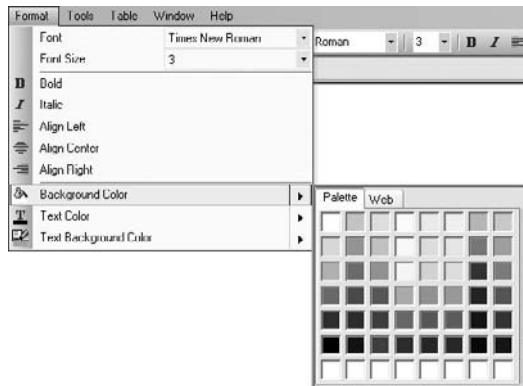 Format Tools Table Window Help
Font Times New Roman
Roman 3 B I
Font Size 3
B Bold
I Italic
Align Left
Align Center
Align Right
Background Color
Palette Web
T Text Color
Text Background Color